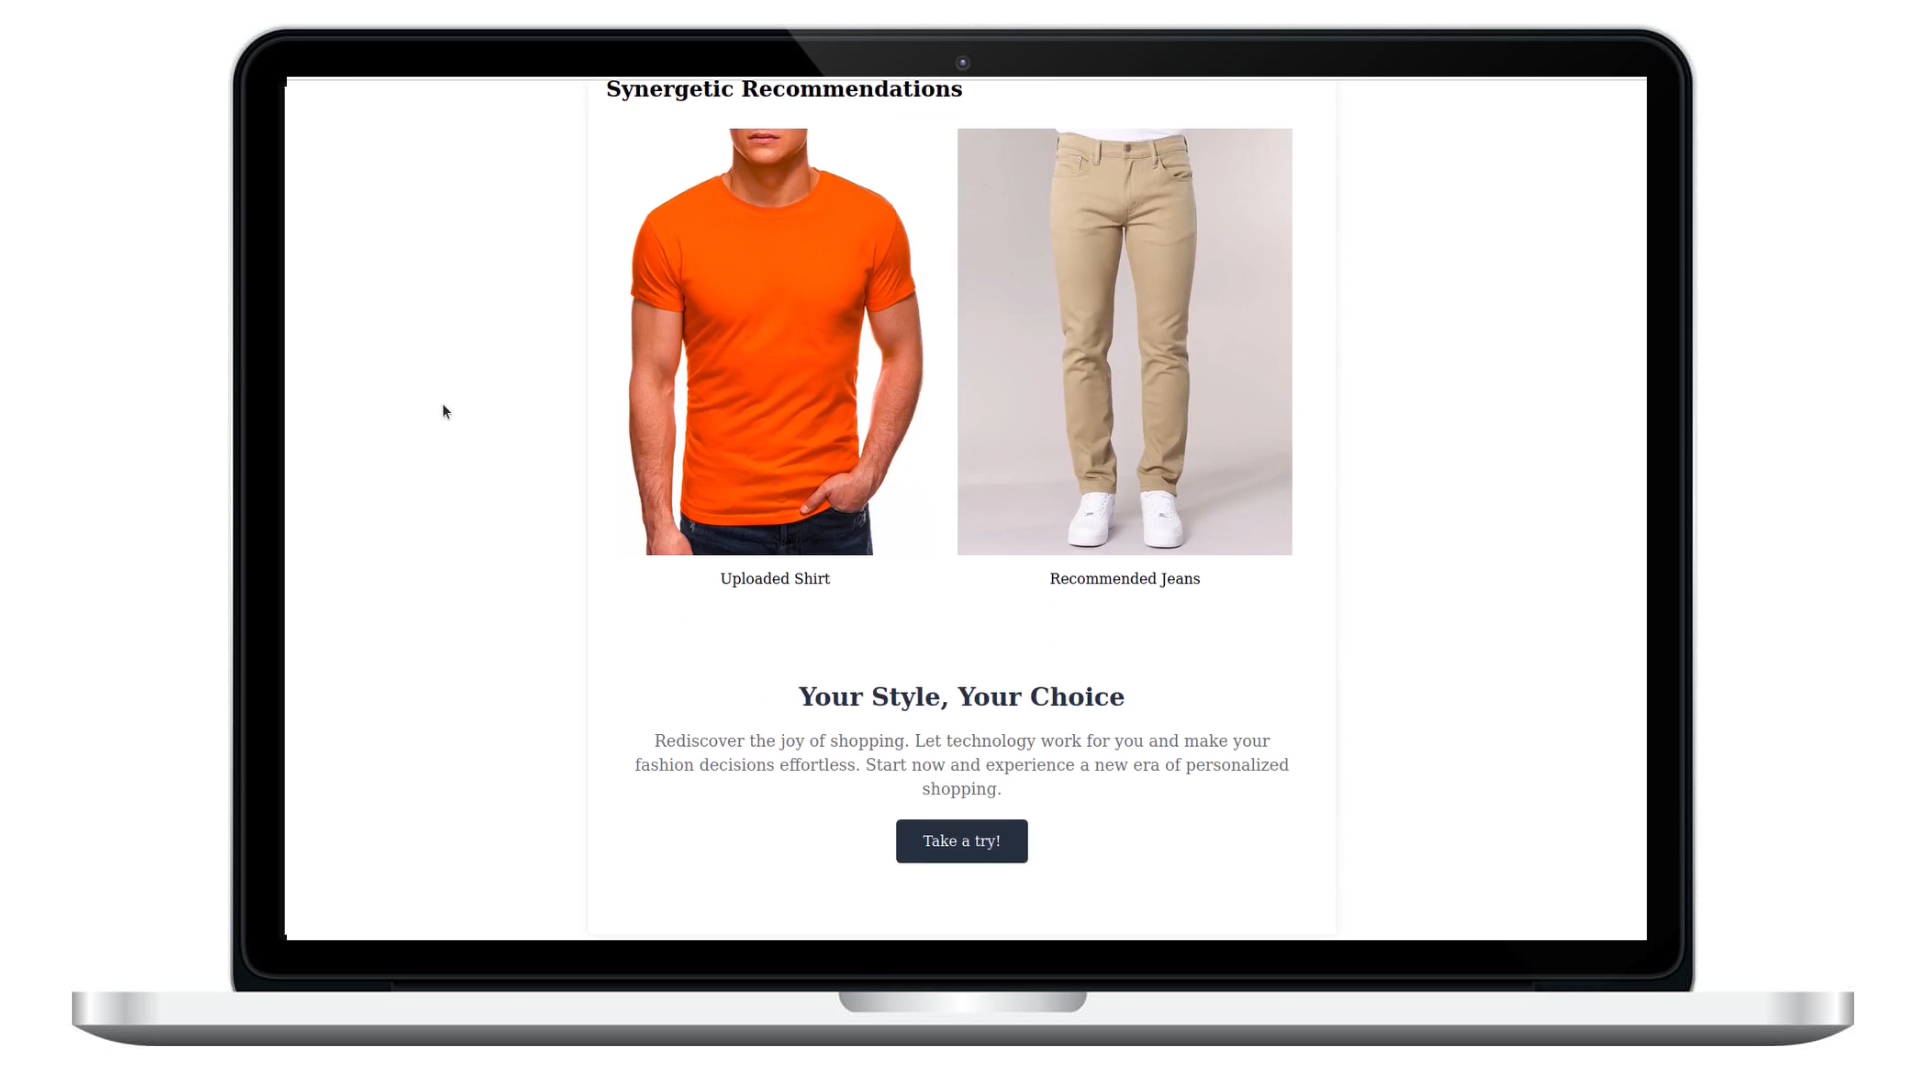 Synergetic Recommendations
Uploaded Shirt
Recommended Jeans
Your Style, Your Choice
Rediscover the joy of shopping. Let technology work for you and make your
fashion decisions effortless. Start now and experience a new era of personalized
shopping.
Take a try!